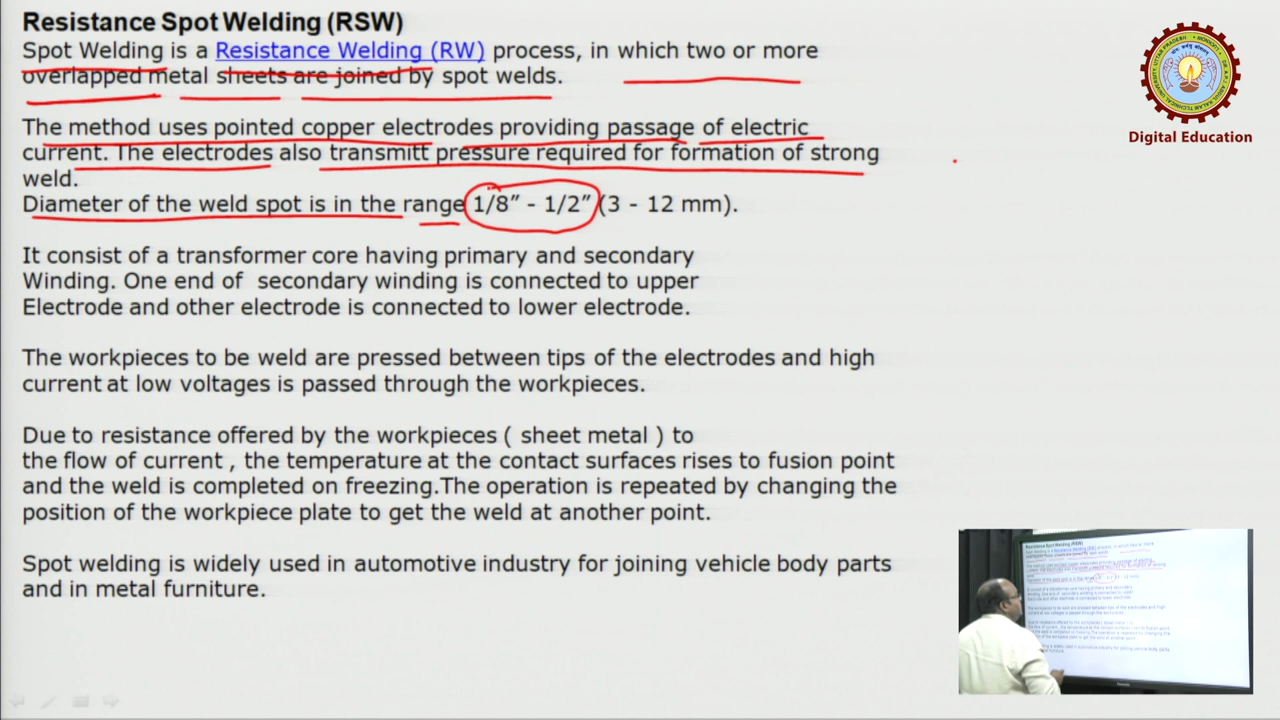 Resistance Spot Welding (RSW)
Spot Welding is a Resistance Welding (RW) process, in which two or more
overlapped metal sheets are joined by spot welds.
The method uses pointed copper electrodes providing passage of electric
current. The electrodes also transmitt pressure required for formation of strong
weld.
Diameter of the weld spot is in the range 1/8” - 1/2” (3 - 12 mm).
It consist of a transformer core having primary and secondary
Winding. One end of secondary winding is connected to upper
Electrode and other electrode is connected to lower electrode.
The workpieces to be weld are pressed between tips of the electrodes and high
current at low voltages is passed through the workpieces.
Due to resistance offered by the workpieces ( sheet metal ) to
the flow of current , the temperature at the contact surfaces rises to fusion point
and the weld is completed on freezing.The operation is repeated by changing the
position of the workpiece plate to get the weld at another point.
Spot welding is widely used in automotive industry for joining vehicle body parts
and in metal furniture.
Digital Education